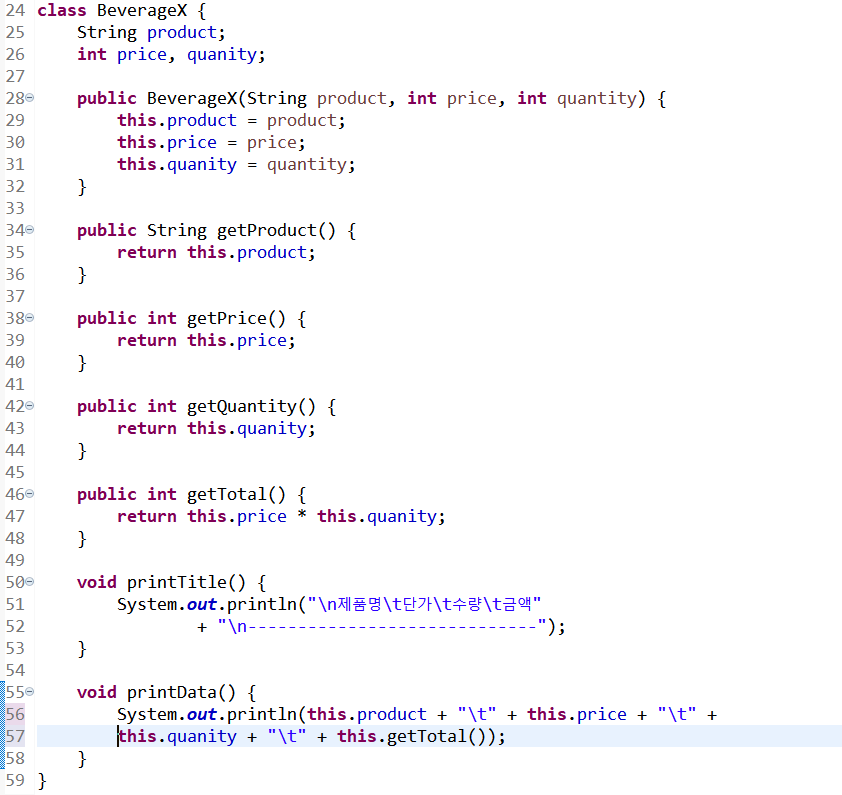 24 class BeverageX {
25     String product;
26     int price, quanity;
27
28     public BeverageX(String product, int price, int quantity) {
29         this.product = product;
30         this.price = price;
31         this.quanity = quantity;
32     }
33
34     public String getProduct() {
35         return this.product;
36     }
37
38     public int getPrice() {
39         return this.price;
40     }
41
42     public int getQuantity() {
43         return this.quanity;
44     }
45
46     public int getTotal() {
47         return this.price * this.quanity;
48     }
49
50     void printTitle() {
51         System.out.println("\n제품명\t단가\t수량\t금액"
52                 + "\n-----------------------------");
53     }
54
55     void printData() {
56         System.out.println(this.product + "\t" + this.price + "\t" +
57         this.quanity + "\t" + this.getTotal());
58     }
59 }